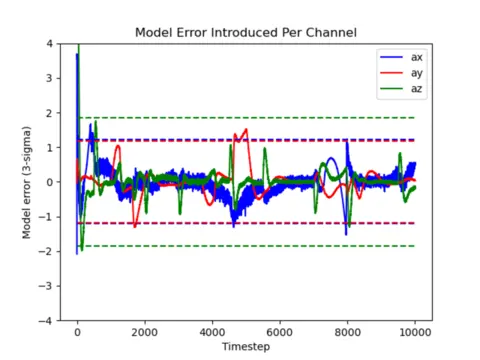 Model Error Introduced Per Channel
4
3
2
1
0
−1
−2
−3
−4
Model error (3-sigma)
ax
ay
az
0
2000
4000
6000
8000
10000
Timestep